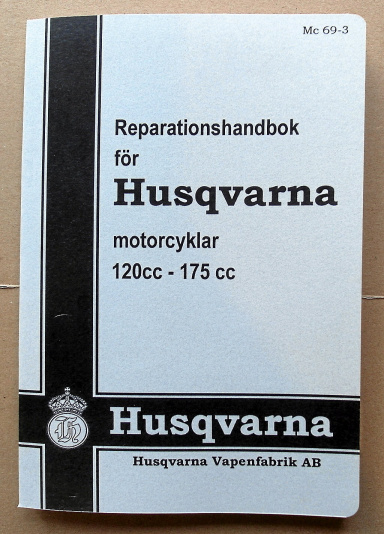 Mc 69-3
Reparationshandbok
för
Husqvarna
motorcyklar
120cc - 175 cc
H
Husqvarna
Husqvarna Vapenfabrik AB